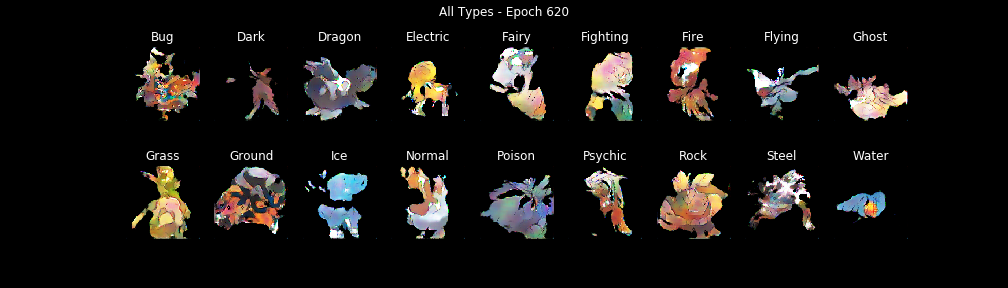 All Types - Epoch 620
Bug Dark Dragon Electric Fairy Fighting Fire Flying Ghost
Grass Ground Ice Normal Poison Psychic Rock Steel Water